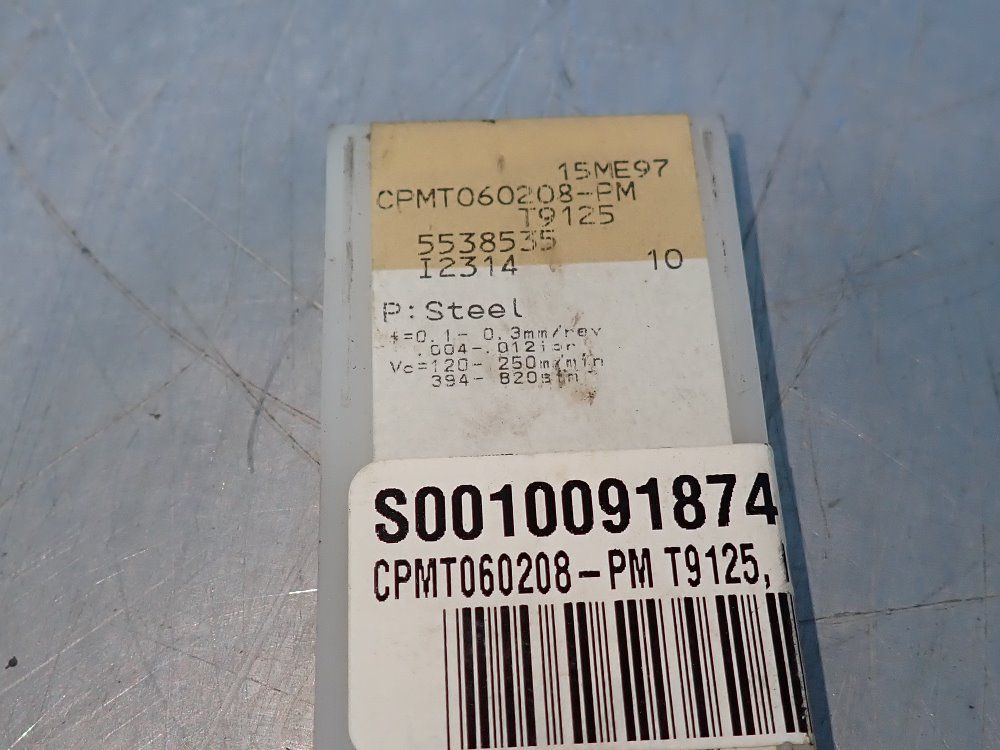 15ME97
CPMT060208-PM
T9125
5538535
I2314 10
P:Steel
f=0.1- 0.3mm/rev
.004-.012ipr
Vc=120- 250m/min
394- 820sfm
S0010091874
CPMT060208-PM T9125,